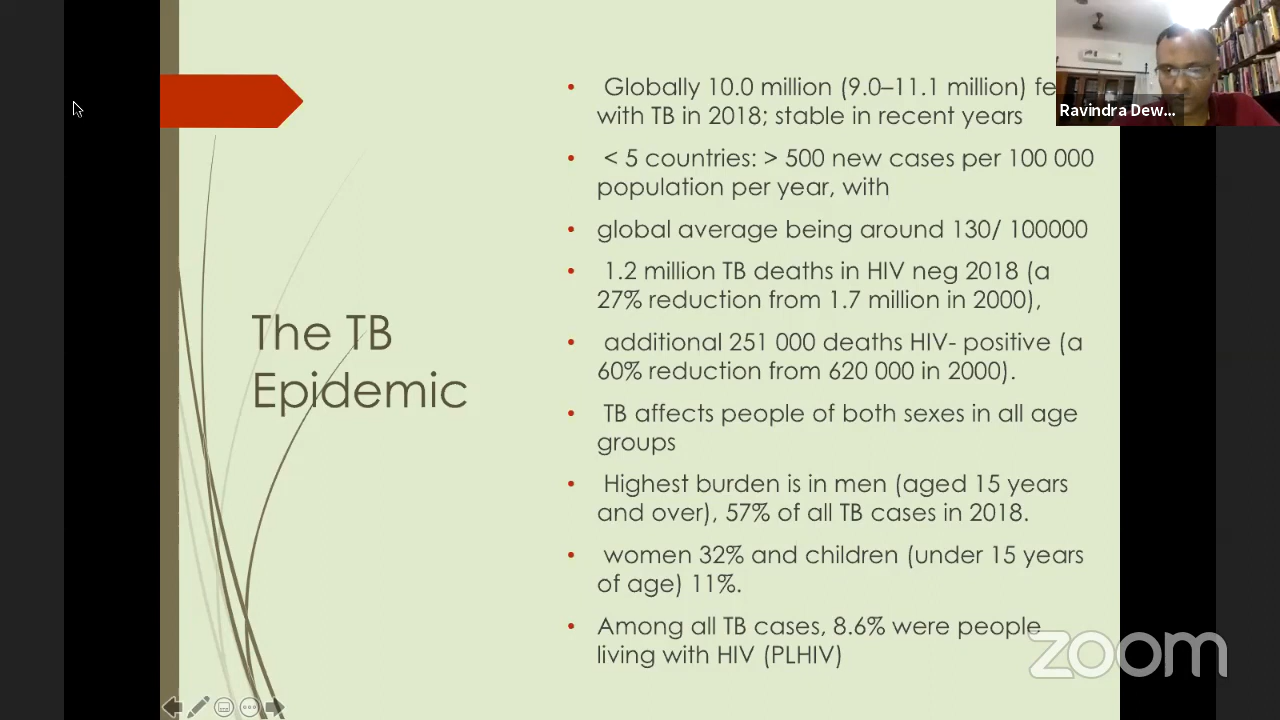 The TB
Epidemic
Globally 10.0 million (9.0–11.1 million)
with TB in 2018; stable in recent years
< 5 countries: > 500 new cases per 100 000
population per year, with
global average being around 130/ 100000
1.2 million TB deaths in HIV neg 2018 (a
27% reduction from 1.7 million in 2000),
additional 251 000 deaths HIV- positive (a
60% reduction from 620 000 in 2000).
TB affects people of both sexes in all age
groups
Highest burden is in men (aged 15 years
and over), 57% of all TB cases in 2018.
women 32% and children (under 15 years
of age) 11%.
Among all TB cases, 8.6% were people
living with HIV (PLHIV)
Ravindra Dew...
zoom